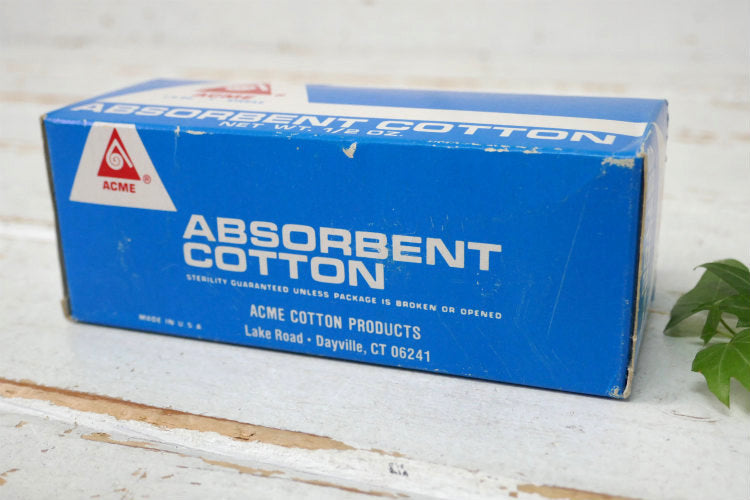 ACME ®
ABSORBENT COTTON
NET WT. 1/2 OZ.
ACME ®
ABSORBENT
COTTON
STERILITY GUARANTEED UNLESS PACKAGE IS BROKEN OR OPENED
MADE IN U.S.A
ACME COTTON PRODUCTS
Lake Road • Dayville, CT 06241